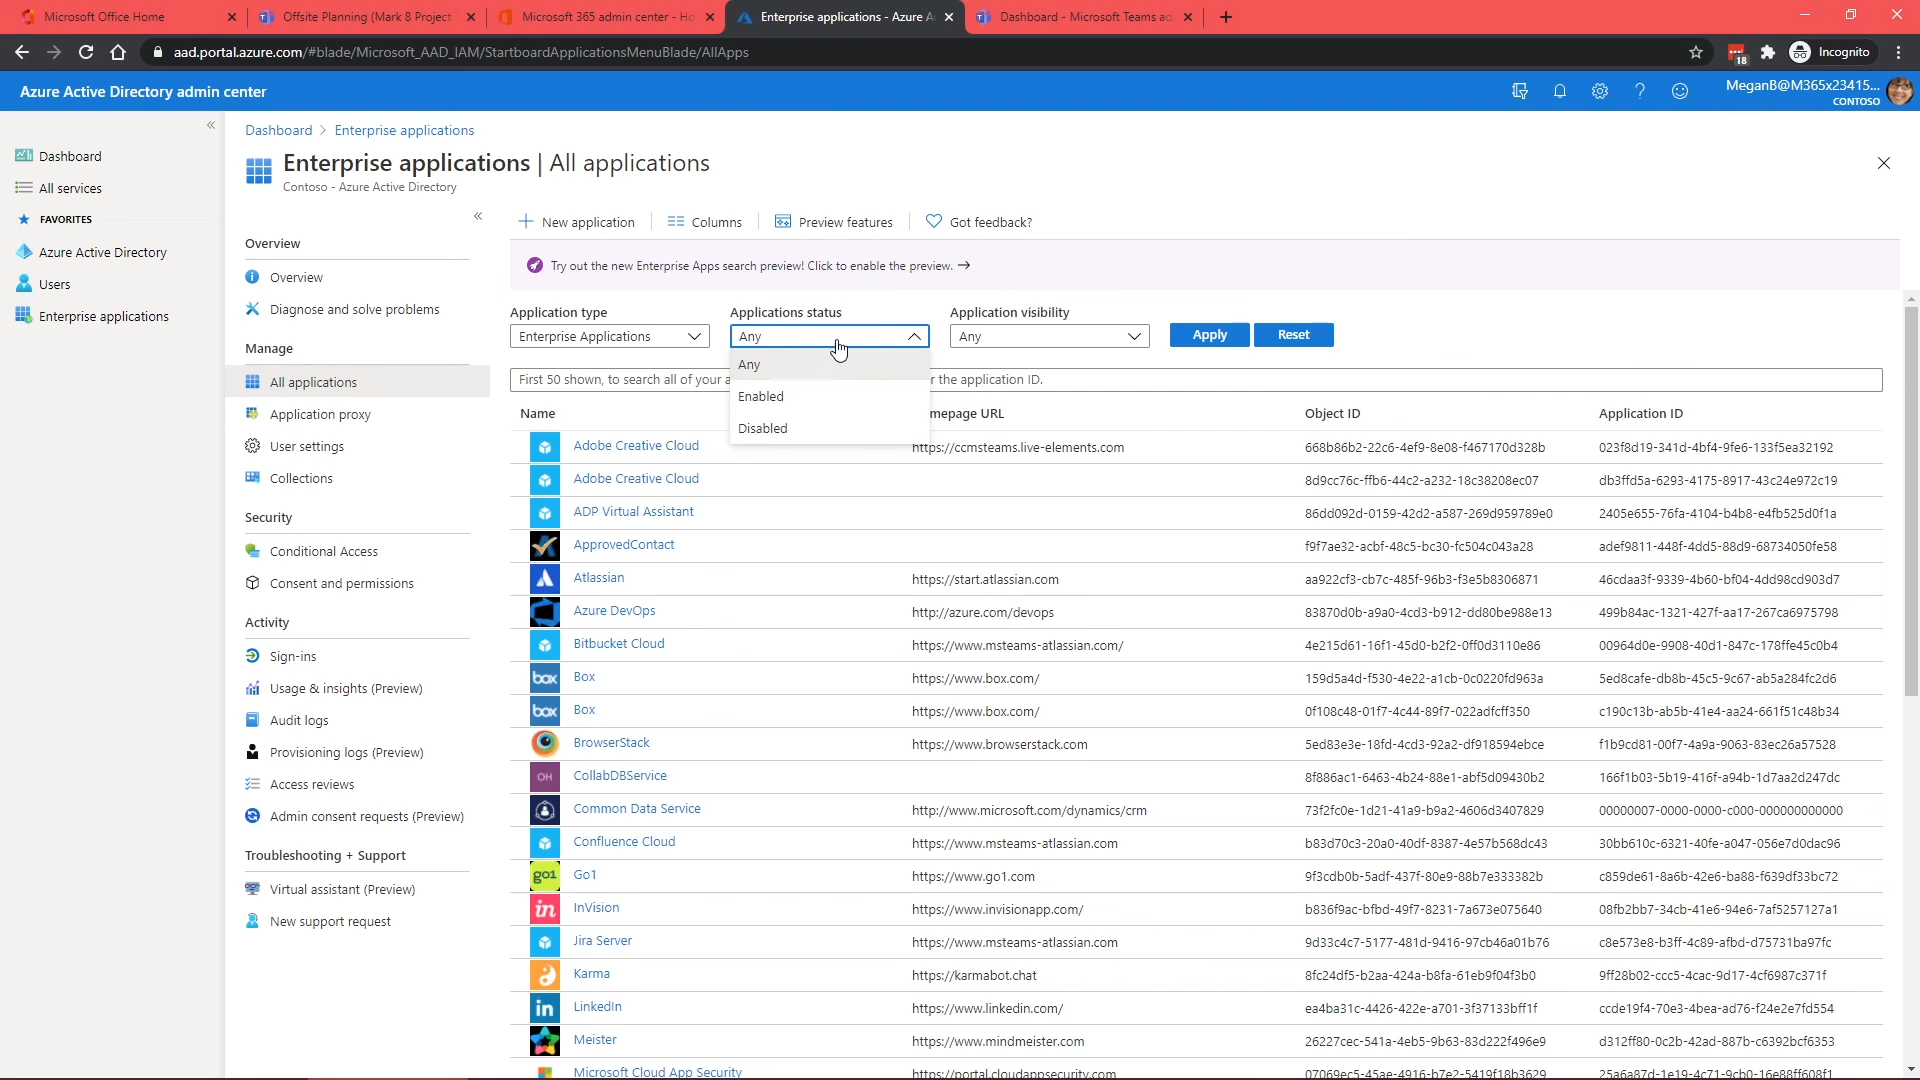 Microsoft Office Home
Offsite Planning (Mark 8 Project
Microsoft 365 admin center - Ho
Enterprise applications - Azure A
Dashboard - Microsoft Teams ad
aad.portal.azure.com/#blade/Microsoft_AAD_IAM/StartboardApplicationsMenuBlade/AllApps
18
Incognito
Azure Active Directory admin center
MeganB@M365x23415...
CONTOSO
Dashboard
All services
FAVORITES
Azure Active Directory
Users
Enterprise applications
Dashboard > Enterprise applications
Enterprise applications | All applications
Contoso - Azure Active Directory
Overview
Overview
Diagnose and solve problems
Manage
All applications
Application proxy
User settings
Collections
Security
Conditional Access
Consent and permissions
Activity
Sign-ins
Usage & insights (Preview)
Audit logs
Provisioning logs (Preview)
Access reviews
Admin consent requests (Preview)
Troubleshooting + Support
Virtual assistant (Preview)
New support request
New application Columns Preview features Got feedback?
Try out the new Enterprise Apps search preview! Click to enable the preview. →
Application type Applications status Application visibility
Enterprise Applications Any Any Apply Reset
Any
Enabled
Disabled
First 50 shown, to search all of your a r the application ID.
Name mepage URL Object ID Application ID
Adobe Creative Cloud https://ccmsteams.live-elements.com 668b86b2-22c6-4ef9-8e08-f467170d328b 023f8d19-341d-4bf4-9fe6-133f5ea32192
Adobe Creative Cloud 8d9cc76c-ffb6-44c2-a232-18c38208ec07 db3ffd5a-6293-4175-8917-43c24e972c19
ADP Virtual Assistant 86dd092d-0159-42d2-a587-269d959789e0 2405e655-76fa-4104-b4b8-e4fb525d0f1a
ApprovedContact f9f7ae32-acbf-48c5-bc30-fc504c043a28 adef9811-448f-4dd5-88d9-68734050fe58
Atlassian https://start.atlassian.com aa922cf3-cb7c-485f-96b3-f3e5b8306871 46cdaa3f-9339-4b60-bf04-4dd98cd903d7
Azure DevOps http://azure.com/devops 83870d0b-a9a0-4cd3-b912-dd80be988e13 499b84ac-1321-427f-aa17-267ca6975798
Bitbucket Cloud https://www.msteams-atlassian.com/ 4e215d61-16f1-45d0-b2f2-0ff0d3110e86 00964d0e-9908-40d1-847c-178ffe45c0b4
box Box https://www.box.com/ 159d5a4d-f530-4e22-a1cb-0c0220fd963a 5ed8cafe-db8b-45c5-9c67-ab5a284fc2d6
box Box https://www.box.com/ 0f108c48-01f7-4c44-89f7-022adfcff350 c190c13b-ab5b-41e4-aa24-661f51c48b34
BrowserStack https://www.browserstack.com 5ed83e3e-18fd-4cd3-92a2-df918594ebce f1b9cd81-00f7-4a9a-9063-83ec26a57528
OH CollabDBService 8f886ac1-6463-4b24-88e1-abf5d09430b2 166f1b03-5b19-416f-a94b-1d7aa2d247dc
Common Data Service http://www.microsoft.com/dynamics/crm 73f2fc0e-1d21-41a9-b9a2-4606d3407829 00000007-0000-0000-c000-000000000000
Confluence Cloud https://www.msteams-atlassian.com b83d70c3-20a0-40df-8387-4e57b568dc43 30bb610c-6321-40fe-a047-056e7d0dac96
go1 Go1 https://www.go1.com 9f3cdb0b-5adf-437f-80e9-88b7e333382b c859de61-8a6b-42e6-ba88-f639df33bc72
in InVision https://www.invisionapp.com/ b836f9ac-bfbd-49f7-8231-7a673e075640 08fb2bb7-34cb-41e6-94e6-7af5257127a1
Jira Server https://www.msteams-atlassian.com 9d33c4c7-5177-481d-9416-97cb46a01b76 c8e573e8-b3ff-4c89-afbd-d75731ba97fc
Karma https://karmabot.chat 8fc24df5-b2aa-424a-b8fa-61eb9f04f3b0 9ff28b02-ccc5-4cac-9d17-4cf6987c371f
in LinkedIn https://www.linkedin.com/ ea4ba31c-4426-422e-a701-3f37133bff1f ccde19f4-70e3-4bea-ad76-f24e2e7fd554
Meister https://www.mindmeister.com 26227cec-541a-4eb5-9b63-83d222f496e9 d312ff80-0c2b-42ad-887b-c6392bcf6353
Microsoft Cloud App Security https://portal.cloudappsecurity.com 07069ec5-45ae-4916-b7e2-5419f18b3629 25a6a87d-1e19-4c71-9cb0-16e88ff608f1